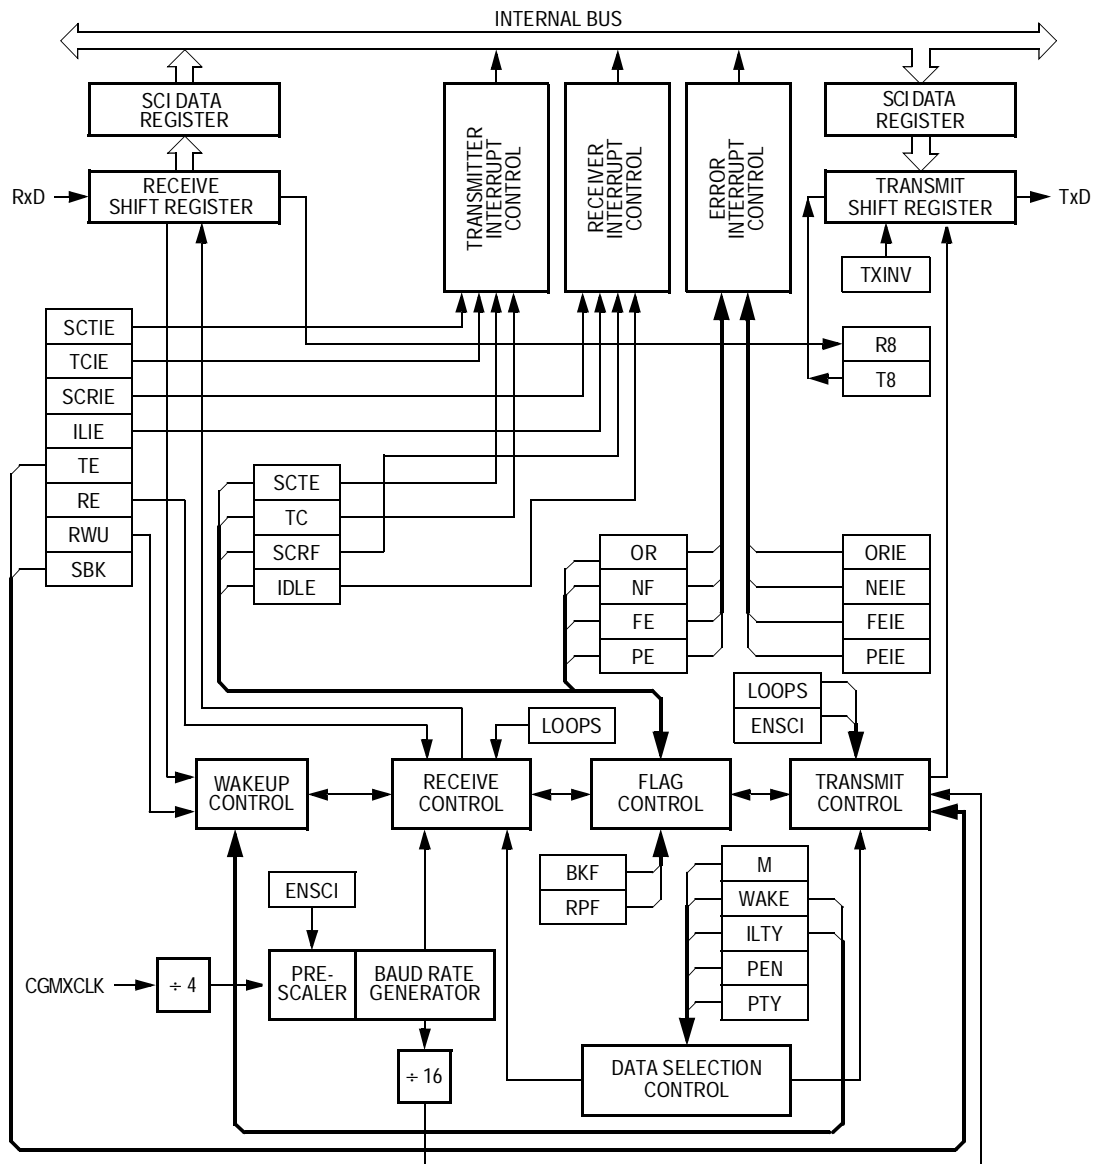 INTERNAL BUS
SCI DATA
REGISTER
SCI DATA
REGISTER
TRANSMITTER
INTERRUPT
CONTROL
RECEIVER
INTERRUPT
CONTROL
ERROR
INTERRUPT
CONTROL
RxD
RECEIVE
SHIFT REGISTER
TRANSMIT
SHIFT REGISTER
TxD
TXINV
SCTIE
TCIE
SCRIE
ILIE
TE
RE
RWU
SBK
R8
T8
SCTE
TC
SCRF
IDLE
OR
NF
FE
PE
ORIE
NEIE
FEIE
PEIE
LOOPS
LOOPS
ENSCI
WAKEUP
CONTROL
RECEIVE
CONTROL
FLAG
CONTROL
TRANSMIT
CONTROL
ENSCI
BKF
RPF
M
WAKE
ILTY
PEN
PTY
CGMXCLK
÷ 4
PRE-
SCALER
BAUD RATE
GENERATOR
÷ 16
DATA SELECTION
CONTROL